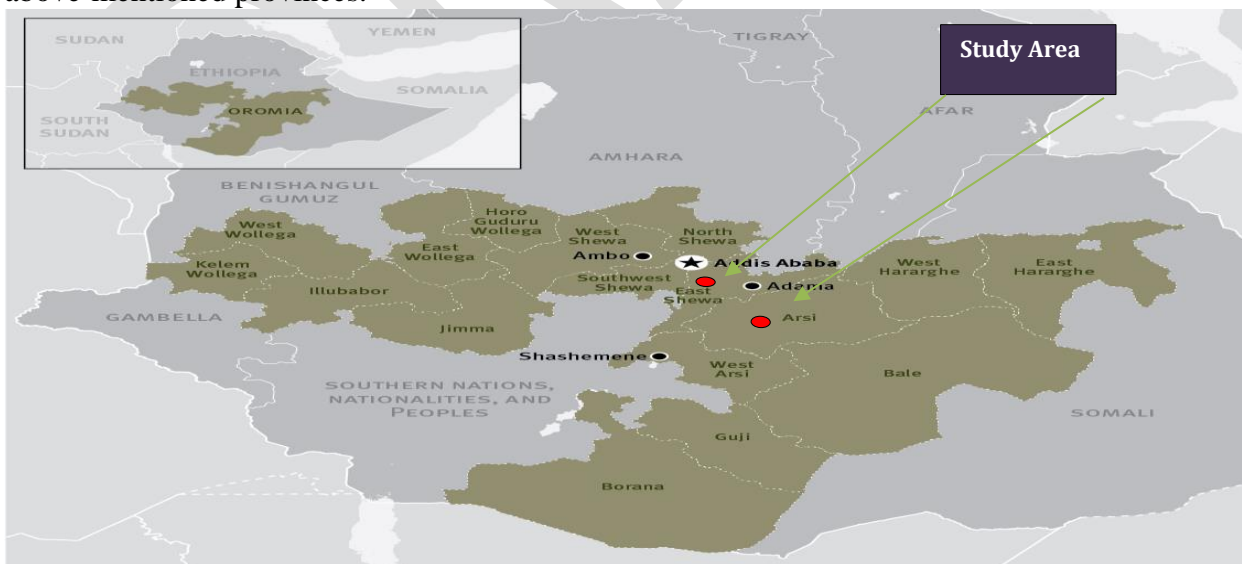 above-mentioned provinces.
SUDAN
YEMEN
ETHIOPIA
SOMALIA
OROMIA
SOUTH
SUDAN
Study Area
TIGRAY
AFAR
AMHARA
BENISHANGUL
GUMUZ
West
Wollega
Kelem
Wollega
Illubabor
East
Wollega
Horo
Guduru
Wollega
West
Shewa
North
Shewa
Ambo
Addis Ababa
Southwest
Shewa
East
Shewa
Adama
West
Hararghe
East
Hararghe
GAMBELLA
Jimma
Arsi
Shashemene
West
Arsi
Bale
SOUTHERN NATIONS,
NATIONALITIES, AND
PEOPLES
SOMALI
Guji
Borana